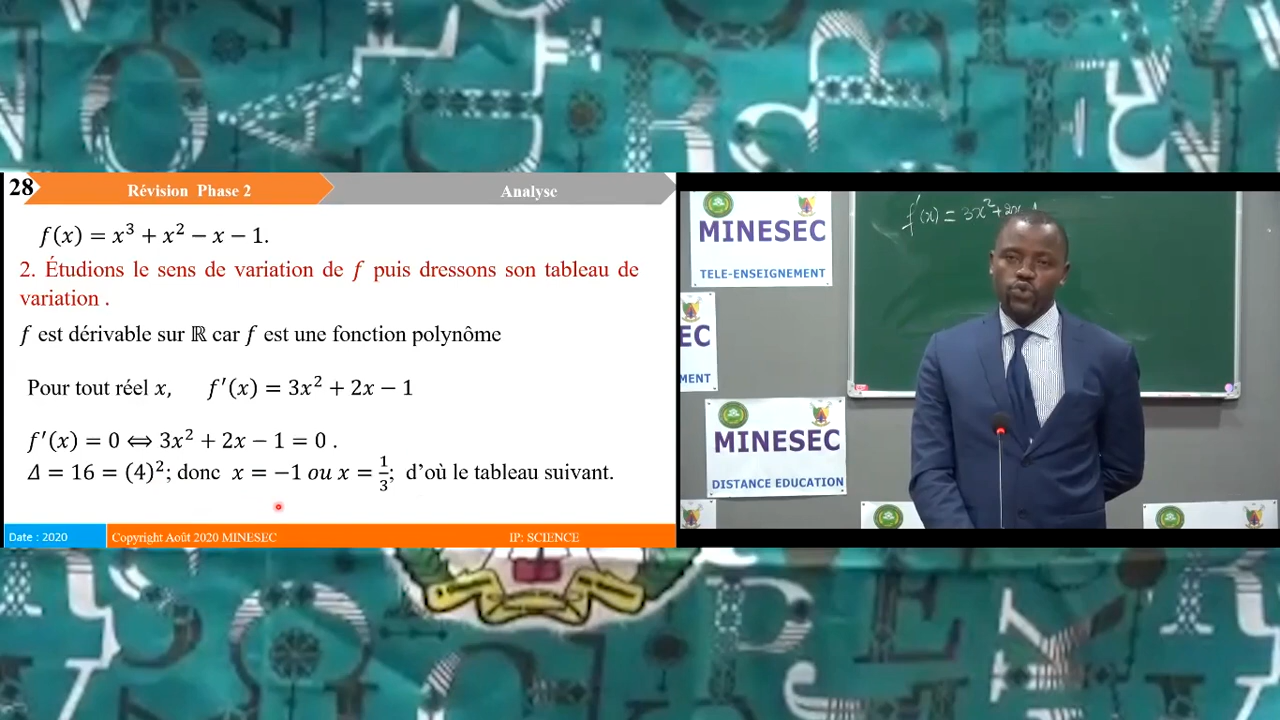 28
Révision Phase 2
Analyse
f(x) = x³ + x² − x − 1.
2. Étudions le sens de variation de f puis dressons son tableau de
variation .
f est dérivable sur ℝ car f est une fonction polynôme
Pour tout réel x, f′(x) = 3x² + 2x − 1
f′(x) = 0 ⟺ 3x² + 2x − 1 = 0 .
Δ = 16 = (4)²; donc x = −1 ou x = 1/3; d’où le tableau suivant.
Date : 2020
Copyright Août 2020 MINESEC
IP: SCIENCE
f'(x) = 3x²+2x
MINESEC
TELE-ENSEIGNEMENT
EC
MENT
MINESEC
DISTANCE EDUCATION